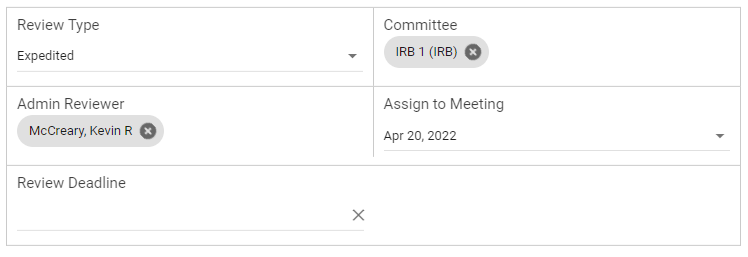 Review Type
Expedited
Committee
IRB 1 (IRB)
Admin Reviewer
McCreary, Kevin R
Assign to Meeting
Apr 20, 2022
Review Deadline